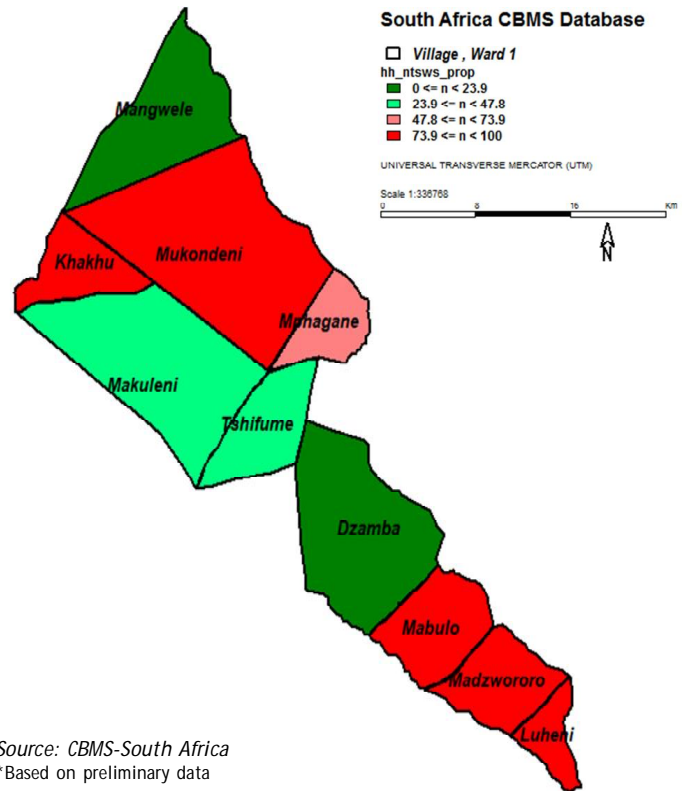 South Africa CBMS Database
Village , Ward 1
hh_ntsws_prop
0 <= n < 23.9
23.9 <= n < 47.8
47.8 <= n < 73.9
73.9 <= n < 100
UNIVERSAL TRANSVERSE MERCATOR (UTM)
Scale 1:336768
0 8 16 Km
N
Mangwele
Khakhu
Mukondeni
Mphagane
Makuleni
Tshifume
Dzamba
Mabulo
Madzwororo
Luheni
Source: CBMS-South Africa
*Based on preliminary data